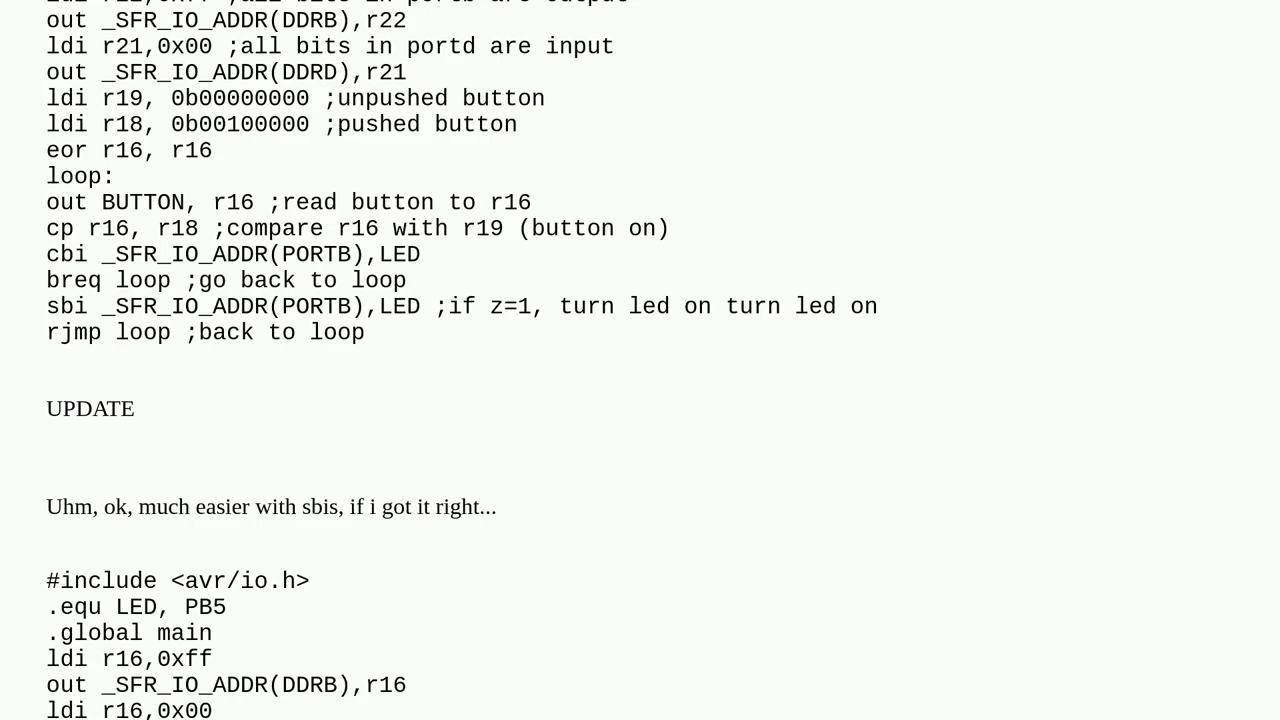 out _SFR_IO_ADDR(DDRB),r22
ldi r21,0x00 ;all bits in portd are input
out _SFR_IO_ADDR(DDRD),r21
ldi r19, 0b00000000 ;unpushed button
ldi r18, 0b00100000 ;pushed button
eor r16, r16
loop:
out BUTTON, r16 ;read button to r16
cp r16, r18 ;compare r16 with r19 (button on)
cbi _SFR_IO_ADDR(PORTB),LED
breq loop ;go back to loop
sbi _SFR_IO_ADDR(PORTB),LED ;if z=1, turn led on turn led on
rjmp loop ;back to loop
UPDATE
Uhm, ok, much easier with sbis, if i got it right...
#include <avr/io.h>
.equ LED, PB5
.global main
ldi r16,0xff
out _SFR_IO_ADDR(DDRB),r16
ldi r16,0x00